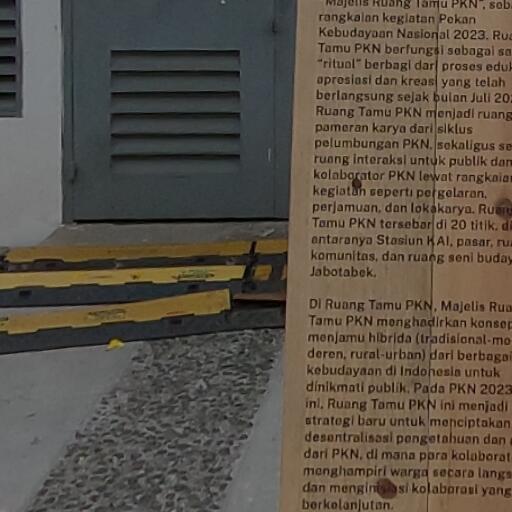 "Majelis Ruang Tamu PKN", seb
rangkaian kegiatan Pekan
Kebudayaan Nasional 2023. Rua
Tamu PKN berfungsi sebagai sa
"ritual" berbagi dari proses eduk
apresiasi dan kreasi yang telah
berlangsung sejak bulan Juli 202
Ruang Tamu PKN menjadi ruang
pameran karya dari siklus
pelumbungan PKN, sekaligus se
ruang interaksi untuk publik dan
kolaborator PKN lewat rangkaian
kegiatan seperti pergelaran,
perjamuan, dan lokakarya. Ruang
Tamu PKN tersebar di 20 titik, di
antaranya Stasiun KAI, pasar, ru
komunitas, dan ruang seni buday
Jabotabek.
Di Ruang Tamu PKN, Majelis Rua
Tamu PKN menghadirkan konsep
menjamu hibrida (tradisional-mo
deren, rural-urban) dari berbagai
kebudayaan di Indonesia untuk
dinikmati publik. Pada PKN 2023
ini, Ruang Tamu PKN ini menjadi
strategi baru untuk menciptakan
desentralisasi pengetahuan dan
dari PKN, di mana para kolaborat
menghampiri warga secara langs
dan menginisiasi kolaborasi yang
berkelanjutan.